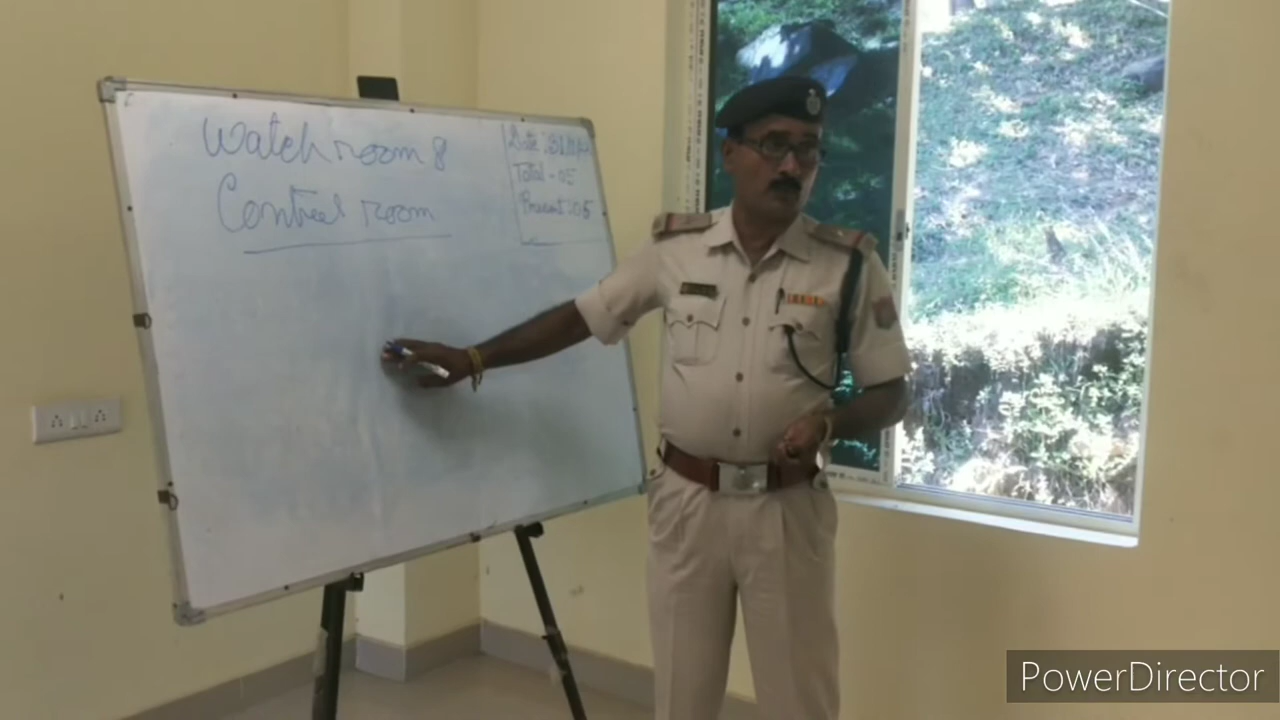 Watch room &
Control room
Date :
Total - 05
Present : 05
PowerDirector